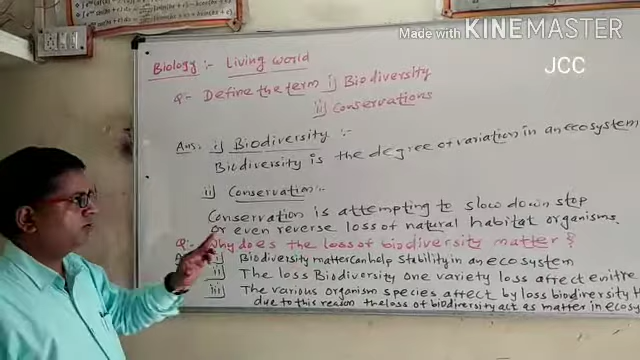 Made with KINEMASTER
JCC
Biology :- Living world
Q- Define the term i) Biodiversity
ii) Conservations
Ans: i) Biodiversity :-
Biodiversity is the degree of variation in an ecosystem
ii) Conservation :-
Conservation is attempting to slow down stop
or even reverse loss of natural habitat organisms.
Q:- Why does the loss of biodiversity matter?
i) Biodiversity matter can help stability in an ecosystem
ii) The loss Biodiversity one variety loss affect enitre
iii) The various organism species affect by loss biodiversity
due to this reason the loss of biodiversity act as matter in ecosy